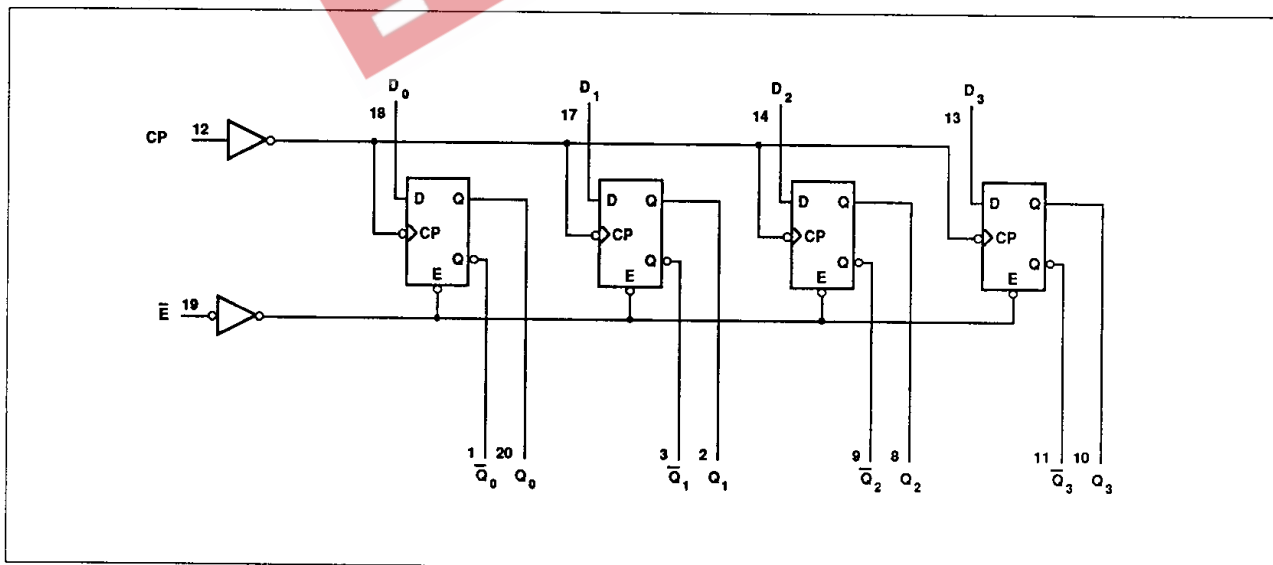 D0 D1 D2 D3
18 17 14 13
CP 12
D Q D Q D Q D Q
CP CP CP CP
Q Q Q Q
E E E E
E̅ 19
1 20 3 2 9 8 11 10
Q̅0 Q0 Q̅1 Q1 Q̅2 Q2 Q̅3 Q3